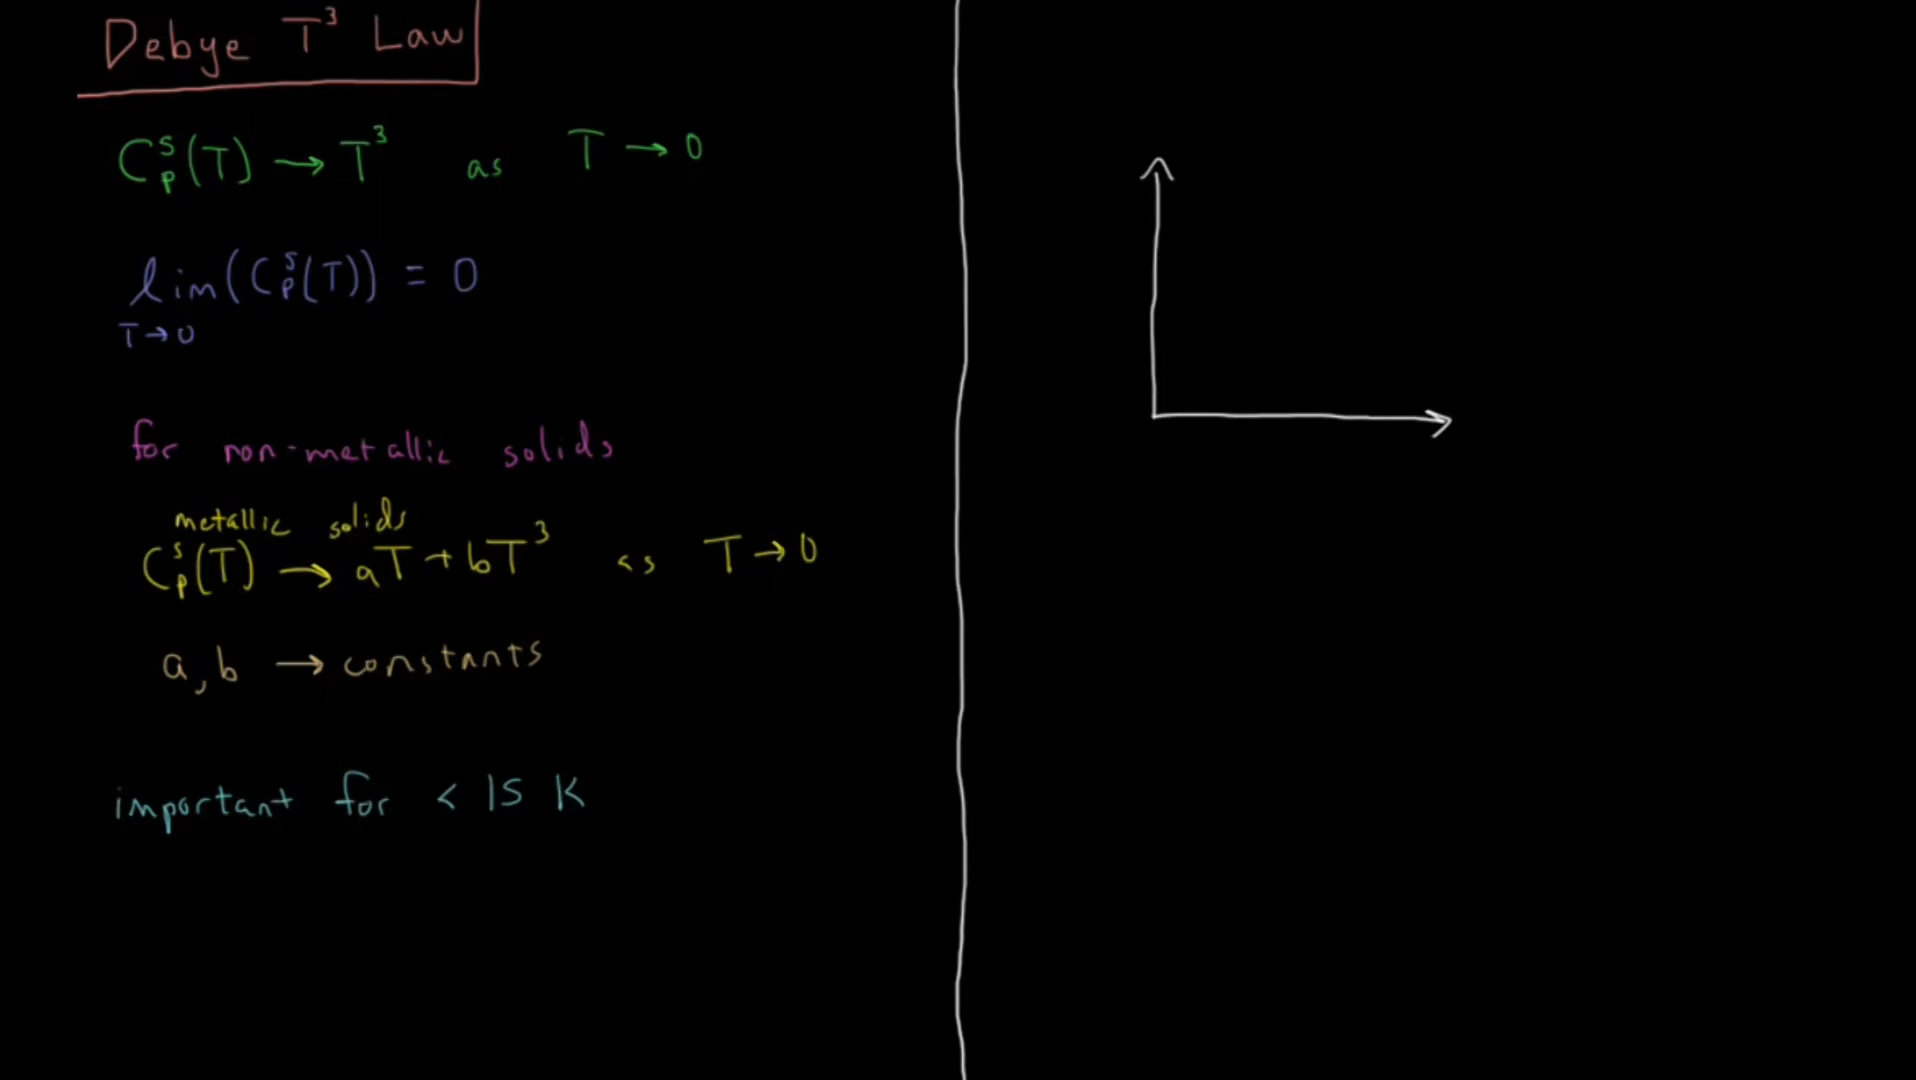 Debye T³ Law
Cₚˢ(T) → T³ as T → 0
lim(Cₚˢ(T)) = 0
T→0
for non-metallic solids
metallic solids
Cₚˢ(T) → aT + bT³ as T → 0
a, b → constants
important for < 15 K